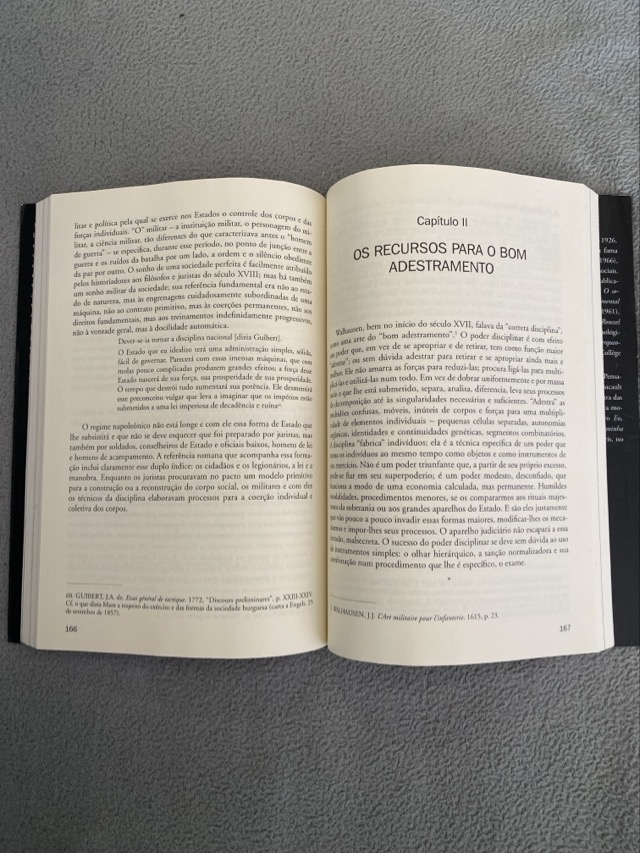 litar e política pela qual se exerce nos Estados o controle dos corpos e das
forças individuais. "O" militar – a instituição militar, o personagem do mi-
litar, a ciência militar, tão diferentes do que caracterizava antes o "homem
de guerra" – se especifica, durante esse período, no ponto de junção entre a
guerra e os ruídos da batalha por um lado, a ordem e o silêncio obediente
da paz por outro. O sonho de uma sociedade perfeita é facilmente atribuído
pelos historiadores aos filósofos e juristas do século XVIII; mas há também
um sonho militar da sociedade; sua referência fundamental era não ao esta-
do de natureza, mas às engrenagens cuidadosamente subordinadas de uma
máquina, não ao contrato primitivo, mas às coerções permanentes, não aos
direitos fundamentais, mas aos treinamentos indefinidamente progressivos,
não à vontade geral, mas à docilidade automática.
Dever-se-ia tornar a disciplina nacional [dizia Guibert].
O Estado que eu idealizo terá uma administração simples, sólida,
fácil de governar. Parecerá com essas imensas máquinas, que com
molas pouco complicadas produzem grandes efeitos; a força desse
Estado nascerá de sua força, sua prosperidade de sua prosperidade.
O tempo que destrói tudo aumentará sua potência. Ele desmentirá
esse preconceito vulgar que leva a imaginar que os impérios estão
submetidos a uma lei imperiosa de decadência e ruína
O regime napoleônico não está longe e com ele essa forma de Estado que
lhe subsistirá e que não se deve esquecer que foi preparado por juristas, mas
também por soldados, conselheiros de Estado e oficiais baixos, homens de lei
e homens de acampamento. A referência romana que acompanha essa forma-
ção inclui claramente esse duplo índice: os cidadãos e os legionários, a lei e a
manobra. Enquanto os juristas procuravam no pacto um modelo primitivo
para a construção ou a reconstrução do corpo social, os militares e com eles
os técnicos da disciplina elaboravam processos para a coerção individual e
coletiva dos corpos.
60. GUIBERT, J.A. de. Essai général de tactique. 1772, "Discours préliminaire", p. XXIII-XXIV.
Cf. o que dizia Marx a respeito do exército e das formas da sociedade burguesa (carta a Engels, 25
de setembro de 1857).
166
Capítulo II
OS RECURSOS PARA O BOM
ADESTRAMENTO
Walhausen, bem no início do século XVII, falava da "correta disciplina",
como uma arte do "bom adestramento".¹ O poder disciplinar é com efeito
um poder que, em vez de se apropriar e de retirar, tem como função maior
"adestrar"; ou sem dúvida adestrar para retirar e se apropriar ainda mais e
melhor. Ele não amarra as forças para reduzi-las; procura ligá-las para multi-
plicá-las e utilizá-las num todo. Em vez de dobrar uniformemente e por massa
tudo o que lhe está submetido, separa, analisa, diferencia, leva seus processos
de decomposição até às singularidades necessárias e suficientes. "Adestra" as
multidões confusas, móveis, inúteis de corpos e forças para uma multipli-
cidade de elementos individuais – pequenas células separadas, autonomias
orgânicas, identidades e continuidades genéticas, segmentos combinatórios.
A disciplina "fabrica" indivíduos; ela é a técnica específica de um poder que
toma os indivíduos ao mesmo tempo como objetos e como instrumentos de
seu exercício. Não é um poder triunfante que, a partir de seu próprio excesso,
pode-se fiar em seu superpoderio; é um poder modesto, desconfiado, que
funciona a modo de uma economia calculada, mas permanente. Humildes
modalidades, procedimentos menores, se os compararmos aos rituais majes-
tosos da soberania ou aos grandes aparelhos do Estado. E são eles justamente
que vão pouco a pouco invadir essas formas maiores, modificar-lhes os meca-
nismos e impor-lhes seus processos. O aparelho judiciário não escapará a essa
invasão, mal secreta. O sucesso do poder disciplinar se deve sem dúvida ao uso
de instrumentos simples: o olhar hierárquico, a sanção normalizadora e sua
combinação num procedimento que lhe é específico, o exame.
*
1. WALHAUSEN, J.J. L'Art militaire pour l'infanterie. 1615, p. 23.
167
1926.
fama
1966),
ociais.
ública-
O se-
1961),
Roussel
Collège
Pensa-
ucault
ra das
a mo-
is, no